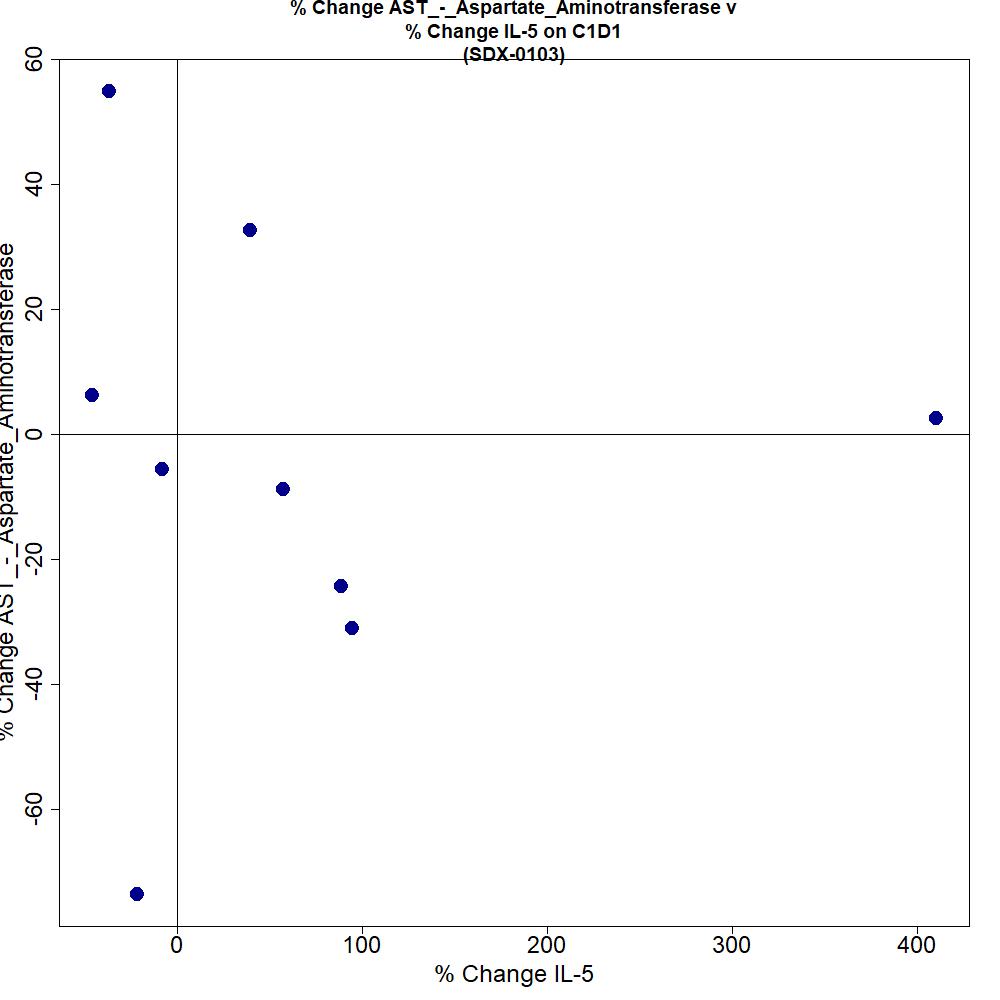 % Change AST_-_Aspartate_Aminotransferase v
% Change IL-5 on C1D1
(SDX-0103)
% Change AST_-_Aspartate_Aminotransferase
60
40
20
0
-20
-40
-60
0
100
200
300
400
% Change IL-5